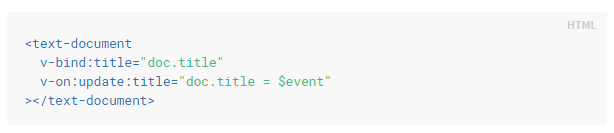 HTML
<text-document
  v-bind:title="doc.title"
  v-on:update:title="doc.title = $event"
></text-document>